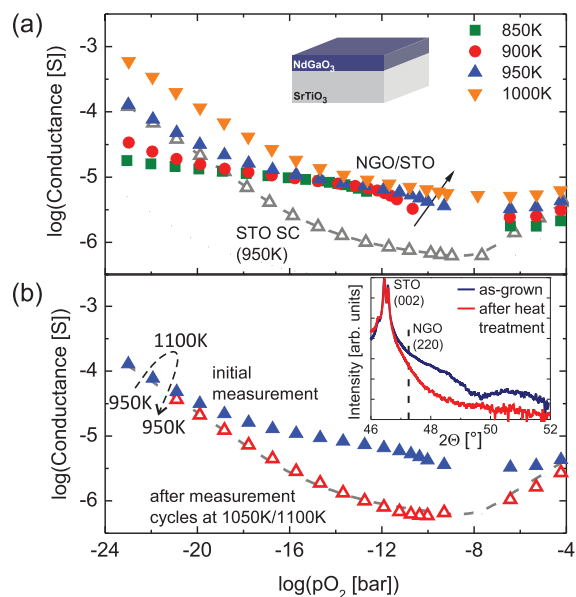 (a)
850K
900K
950K
1000K
NdGaO3
SrTiO3
NGO/STO
STO SC
(950K)
log(Conductance [S])
-3
-4
-5
-6
(b)
STO
(002)
NGO
(220)
as-grown
after heat
treatment
Intensity [arb. units]
46 48 50 52
2Θ [°]
1100K
950K
950K
initial
measurement
after measurement
cycles at 1050K/1100K
log(Conductance [S])
-3
-4
-5
-6
-24 -20 -16 -12 -8 -4
log(pO2 [bar])